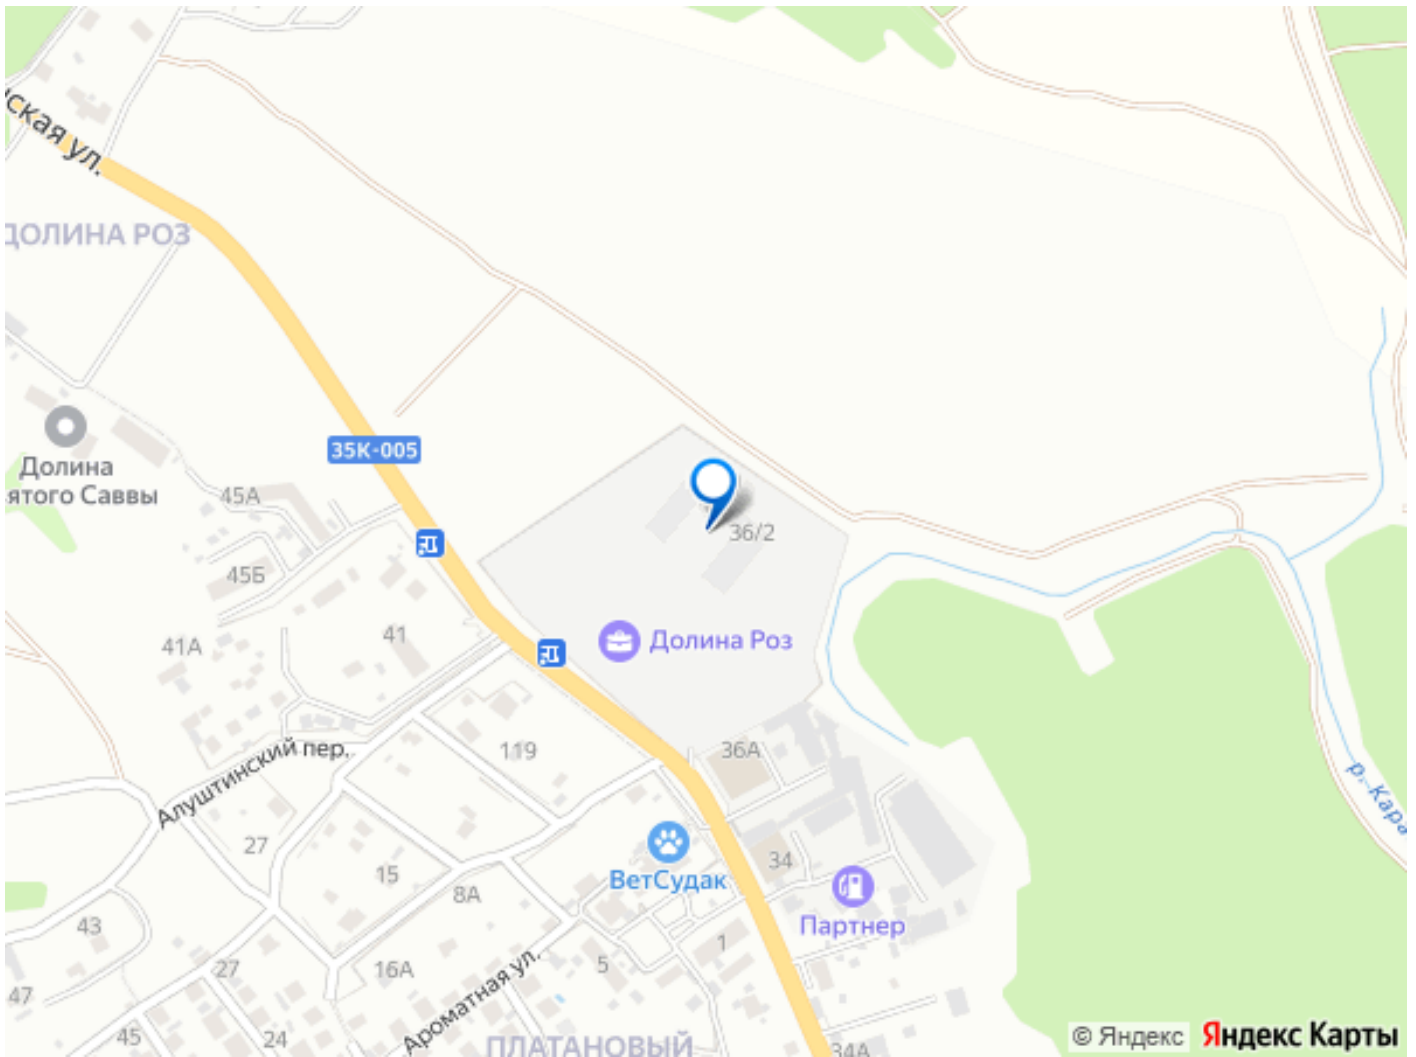 ская ул.
ДОЛИНА РОЗ
Долина
ятого Саввы
35К-005
45А
45Б
36/2
41А
41
Долина Роз
Алуштинский пер.
119
36А
27
15
8А
ВетСудак
34
Партнер
р. Кара
43
27
16А
5
1
47
45
24
Ароматная ул.
ПЛАТАНОВЫЙ
34А
© Яндекс Яндекс Карты